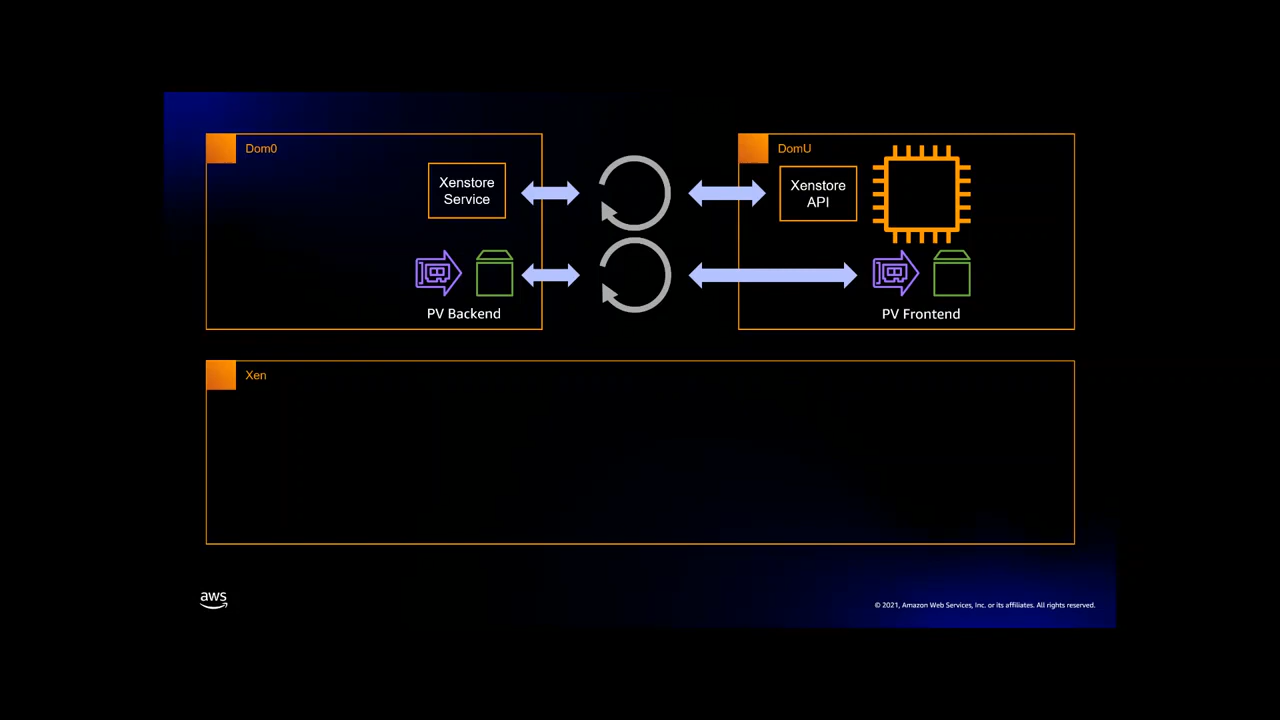 Dom0
DomU
Xenstore
Service
Xenstore
API
PV Backend
PV Frontend
Xen
aws
© 2021, Amazon Web Services, Inc. or its affiliates. All rights reserved.